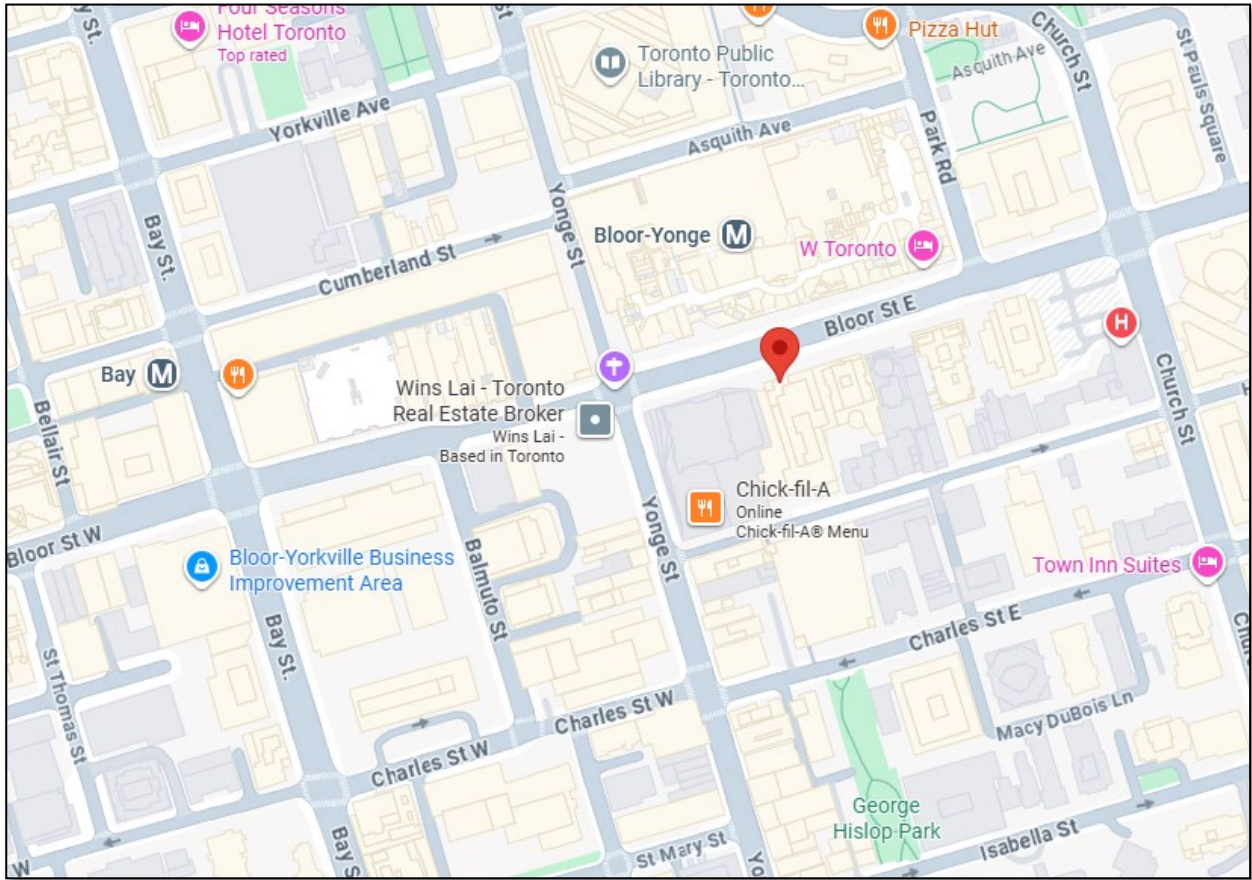 Four Seasons
Hotel Toronto
Top rated
y St.
St
Toronto Public
Library - Toronto...
Pizza Hut
Church St
Asquith Ave
St Pauls Square
Yorkville Ave
Asquith Ave
Park Rd
Bay St.
Yonge St
Bloor-Yonge
M
W Toronto
Cumberland St
Bloor St E
H
Bay
M
Wins Lai - Toronto
Real Estate Broker
Wins Lai -
Based in Toronto
Bellair St
Church St
Chick-fil-A
Online
Chick-fil-A® Menu
Yonge St
Bloor St W
Bloor-Yorkville Business
Improvement Area
Balmuto St
Town Inn Suites
Charles St E
Bay St.
St Thomas St
Charles St W
Macy DuBois Ln
Charles St W
George
Hislop Park
Isabella St
St Mary St
Bay S
Yo
W